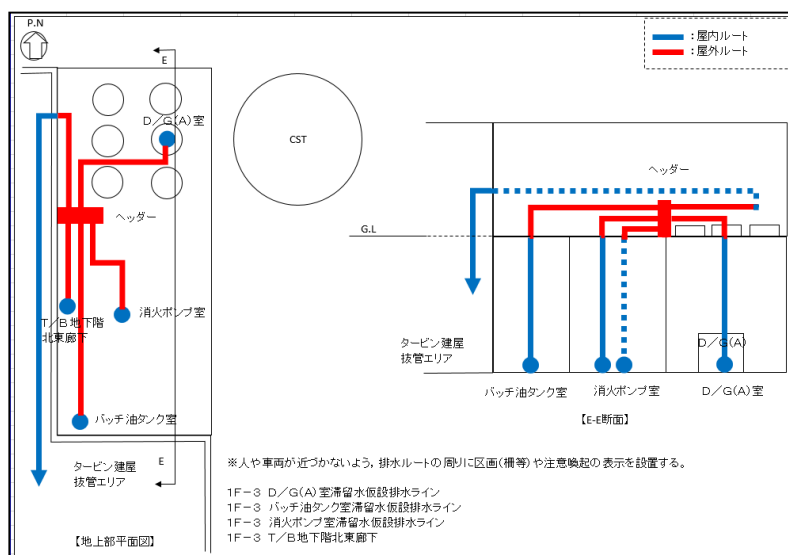 P.N
E
:屋内ルート
:屋外ルート
D/G(A)室
CST
ヘッダー
ヘッダー
G.L
消火ポンプ室
T/B地下階
北東廊下
タービン建屋
抜管エリア
D/G(A)
バッチ油タンク室
消火ポンプ室
D/G(A)室
バッチ油タンク室
【E-E断面】
タービン建屋
抜管エリア
E
※人や車両が近づかないよう,排水ルートの周りに区画(柵等)や注意喚起の表示を設置する。
1F-3 D/G(A)室滞留水仮設排水ライン
1F-3 バッチ油タンク室滞留水仮設排水ライン
1F-3 消火ポンプ室滞留水仮設排水ライン
1F-3 T/B地下階北東廊下
【地上部平面図】